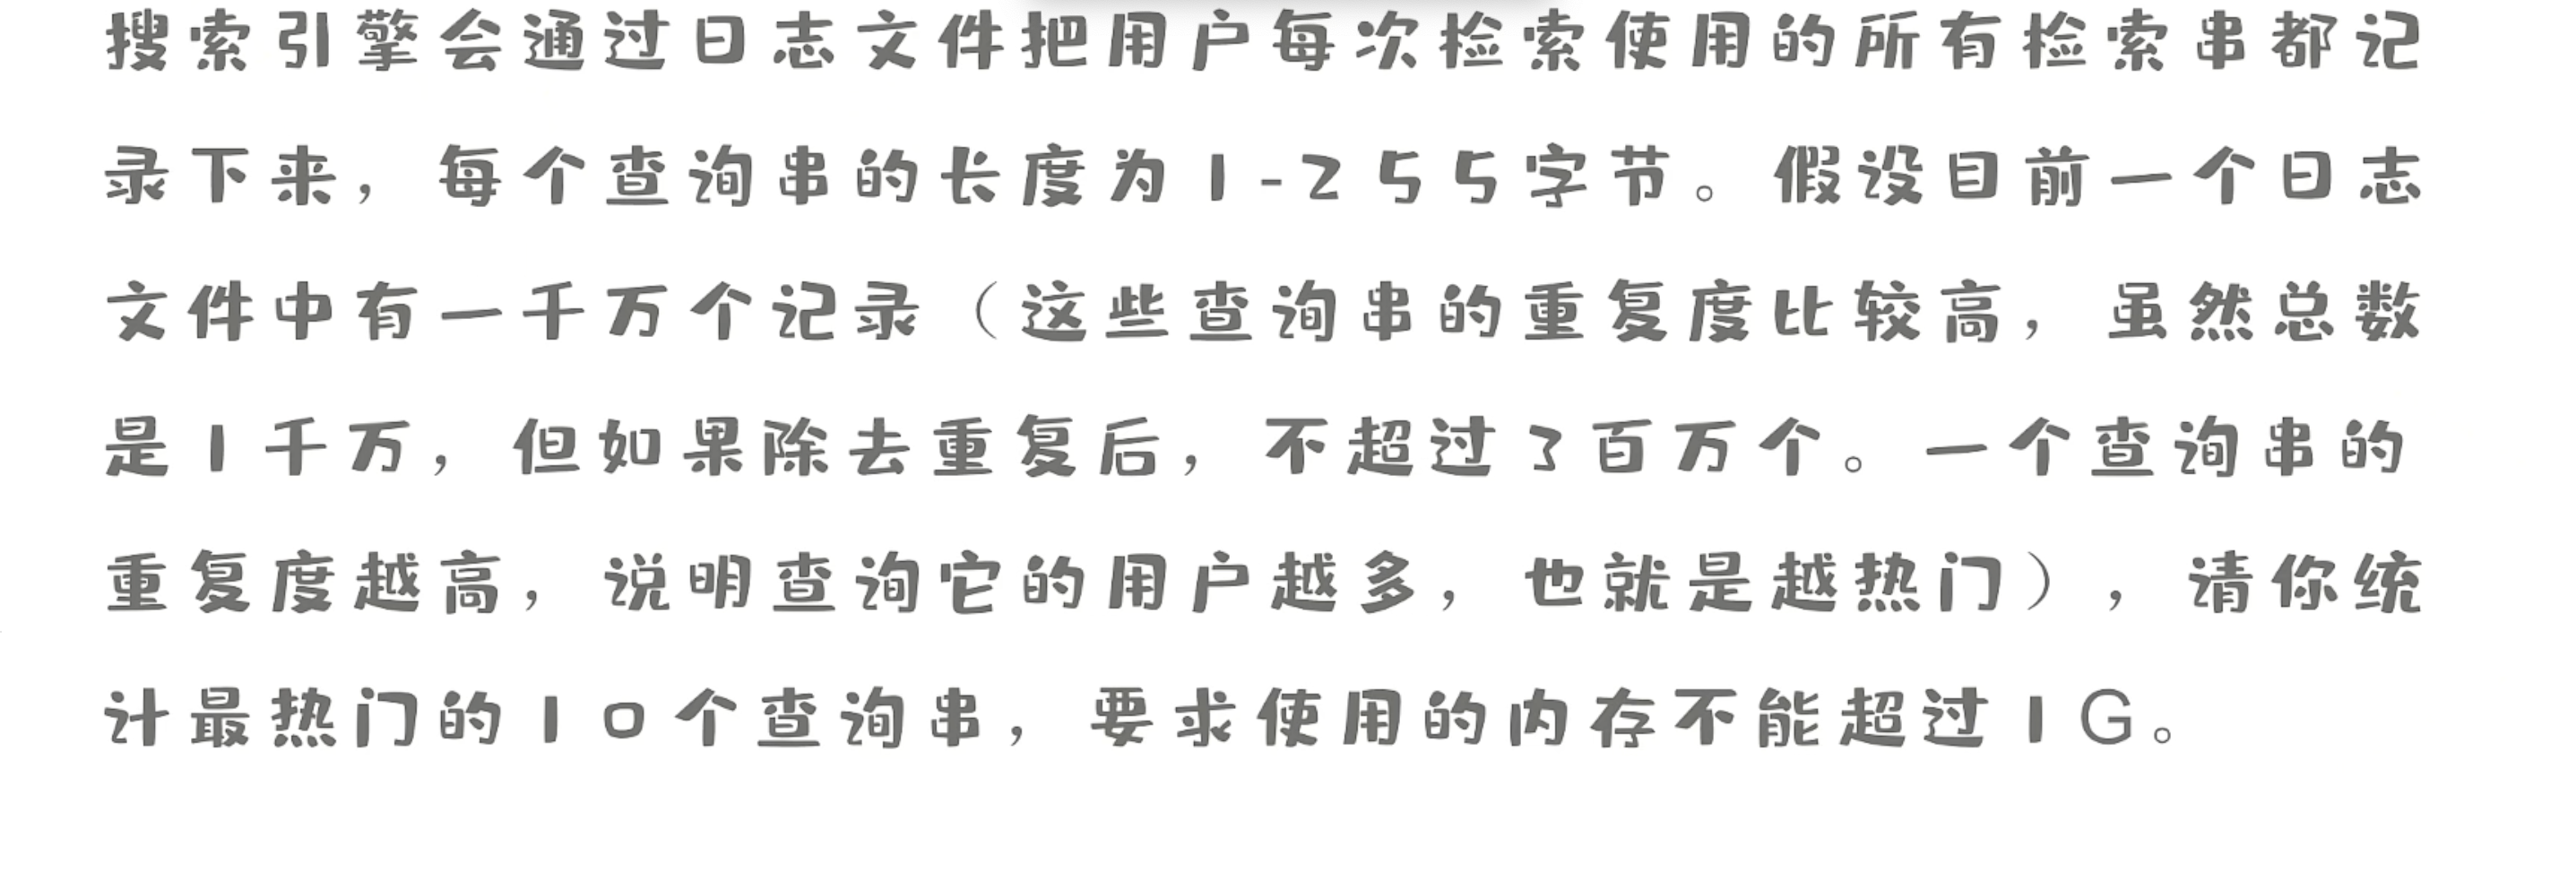 搜索引擎会通过日志文件把用户每次检索使用的所有检索串都记
录下来，每个查询串的长度为1-255字节。假设目前一个日志
文件中有一千万个记录（这些查询串的重复度比较高，虽然总数
是1千万，但如果除去重复后，不超过3百万个。一个查询串的
重复度越高，说明查询它的用户越多，也就是越热门），请你统
计最热门的10个查询串，要求使用的内存不能超过1G。